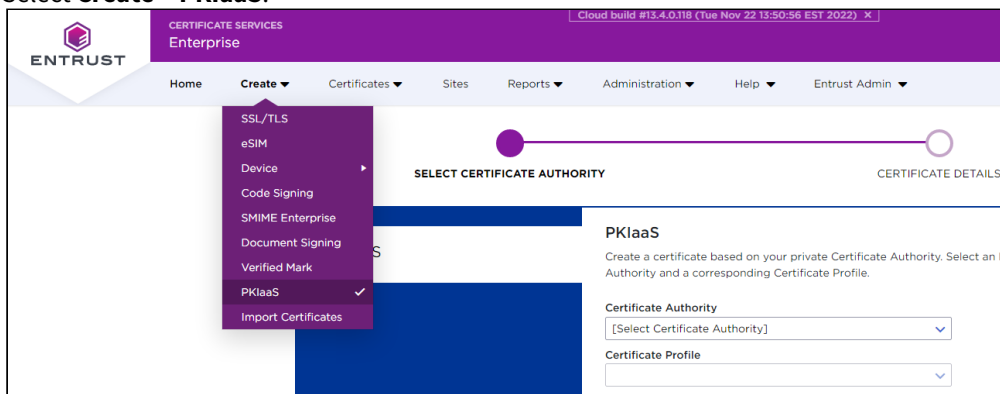 Select Create > PKIaaS.
CERTIFICATE SERVICES
Enterprise
Cloud build #13.4.0.118 (Tue Nov 22 13:50:56 EST 2022) ×
ENTRUST
Home Create Certificates Sites Reports Administration Help Entrust Admin
SSL/TLS
eSIM
Device
Code Signing
SMIME Enterprise
Document Signing
Verified Mark
PKIaaS
Import Certificates
SELECT CERTIFICATE AUTHORITY
CERTIFICATE DETAILS
S
PKIaaS
Create a certificate based on your private Certificate Authority. Select an
Authority and a corresponding Certificate Profile.
Certificate Authority
[Select Certificate Authority]
Certificate Profile